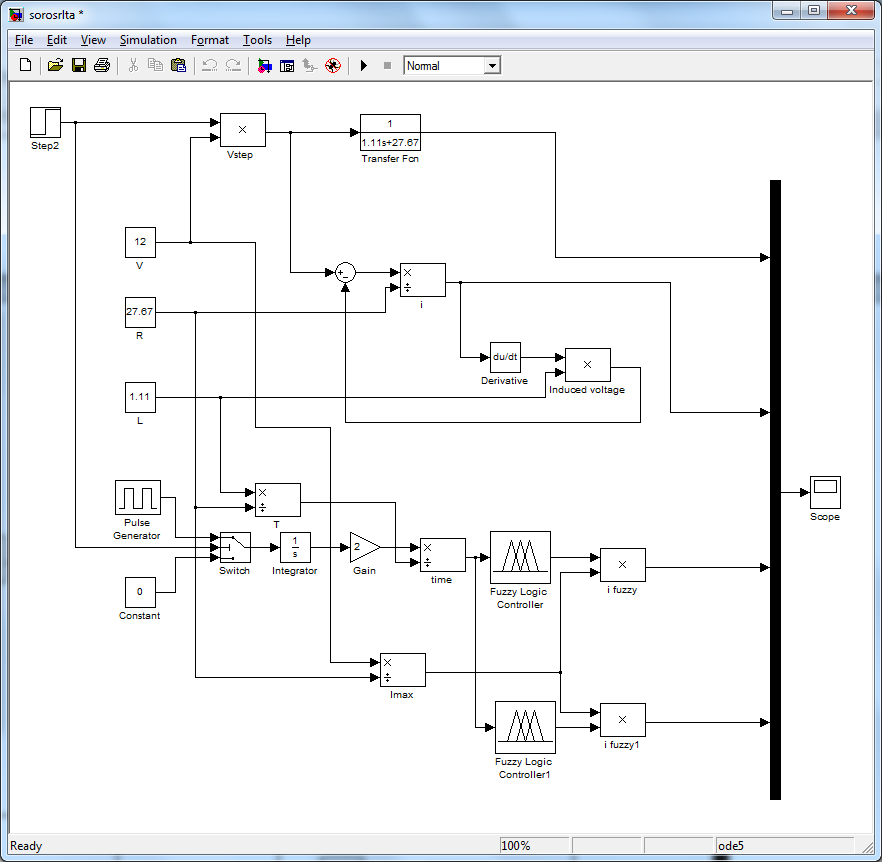 sorosrlta *
File Edit View Simulation Format Tools Help
Normal
Step2
×
Vstep
1
1.11s+27.67
Transfer Fcn
12
V
+
-
×
÷
i
27.67
R
du/dt
Derivative
×
Induced voltage
1.11
L
×
÷
T
Pulse
Generator
Switch
1
s
Integrator
2
Gain
×
÷
time
Fuzzy Logic
Controller
×
i fuzzy
Scope
0
Constant
×
÷
Imax
Fuzzy Logic
Controller1
×
i fuzzy1
Ready 100% ode5